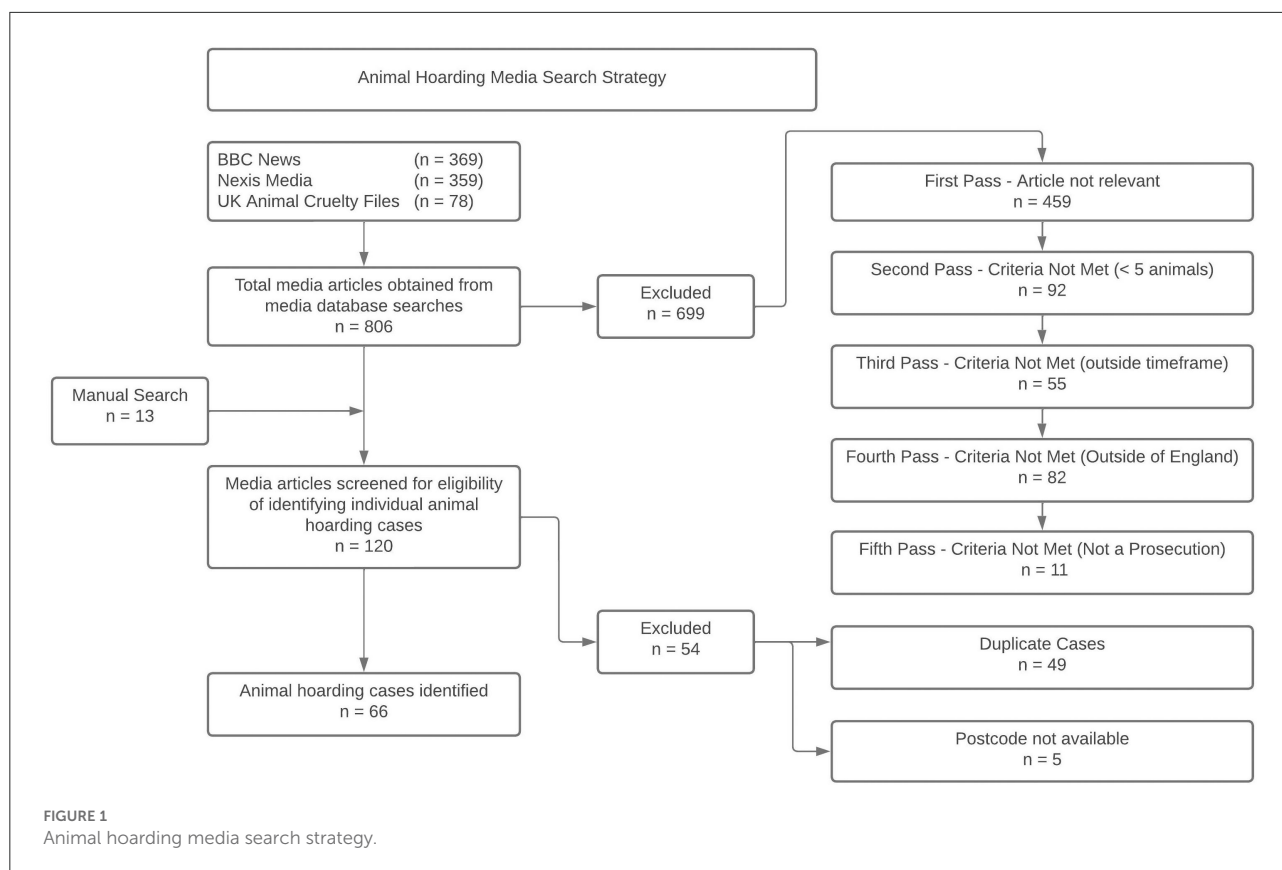 Animal Hoarding Media Search Strategy
BBC News (n = 369)
Nexis Media (n = 359)
UK Animal Cruelty Files (n = 78)
Total media articles obtained from
media database searches
n = 806
Excluded
n = 699
First Pass - Article not relevant
n = 459
Second Pass - Criteria Not Met (< 5 animals)
n = 92
Third Pass - Criteria Not Met (outside timeframe)
n = 55
Fourth Pass - Criteria Not Met (Outside of England)
n = 82
Fifth Pass - Criteria Not Met (Not a Prosecution)
n = 11
Manual Search
n = 13
Media articles screened for eligibility
of identifying individual animal
hoarding cases
n = 120
Excluded
n = 54
Duplicate Cases
n = 49
Postcode not available
n = 5
Animal hoarding cases identified
n = 66
FIGURE 1
Animal hoarding media search strategy.